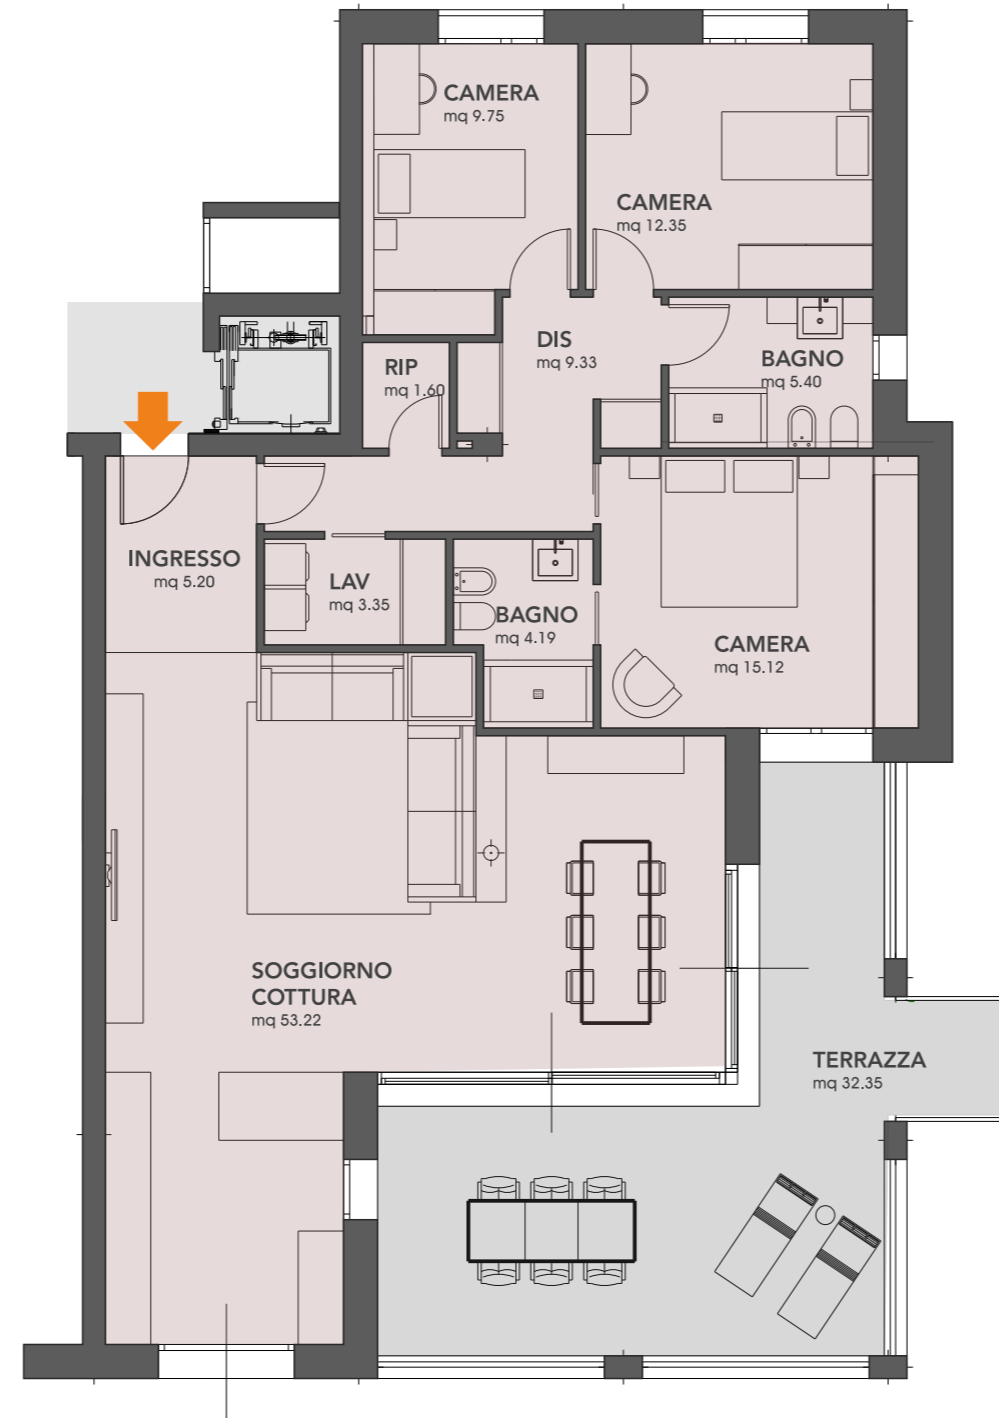 CAMERA
mq 9.75
CAMERA
mq 12.35
DIS
mq 9.33
BAGNO
mq 5.40
RIP
mq 1.60
INGRESSO
mq 5.20
LAV
mq 3.35
BAGNO
mq 4.19
CAMERA
mq 15.12
SOGGIORNO
COTTURA
mq 53.22
TERRAZZA
mq 32.35